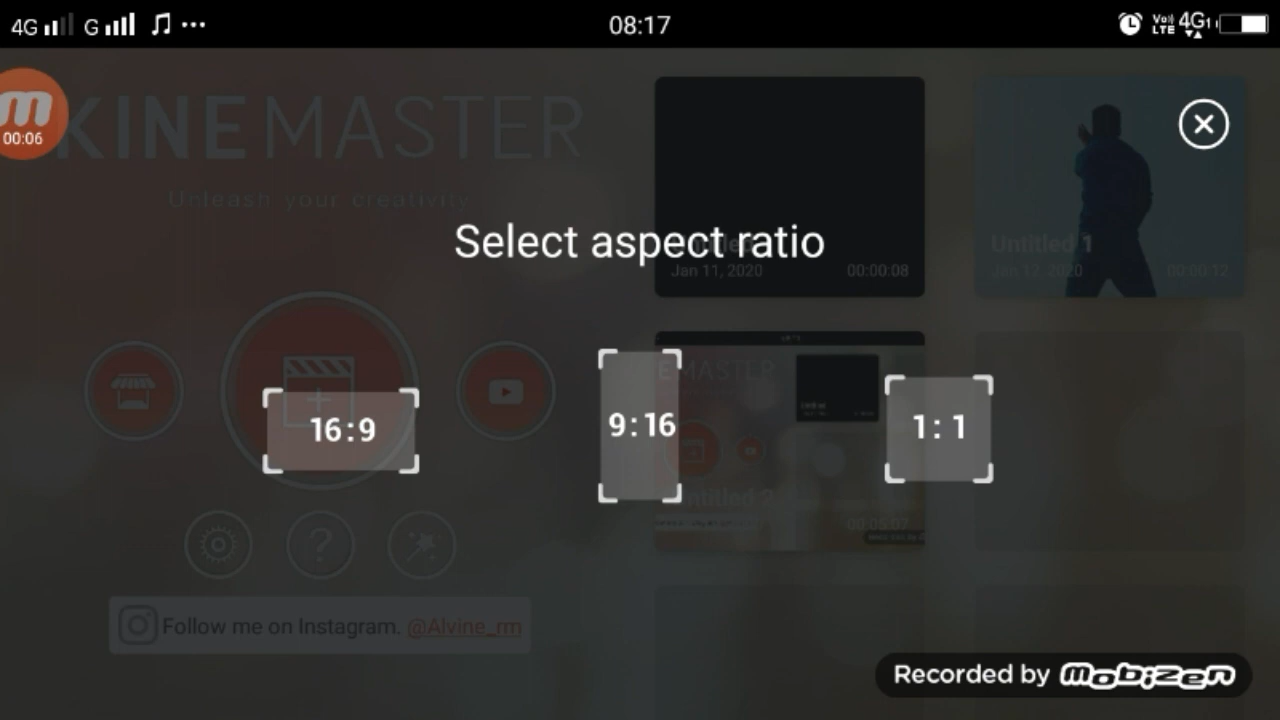 4G G 08:17 VoLTE 4G
00:06
KINEMASTER
Unleash your creativity
Select aspect ratio
Jan 11, 2020 00:00:08
Untitled 1
Jan 12, 2020 00:00:12
16:9
9:16
1:1
Follow me on Instagram. @Alvine_rm
Recorded by mobizen